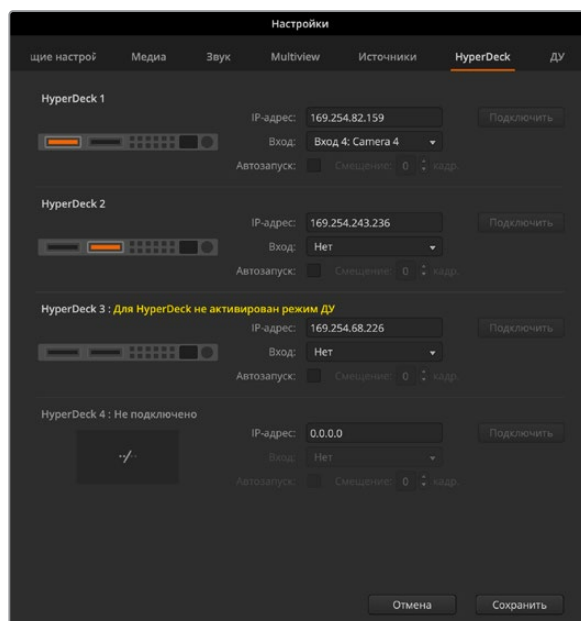 Настройки
щие настрой Медиа Звук Multiview Источники HyperDeck ДУ
HyperDeck 1
IP-адрес: 169.254.82.159 Подключить
Вход: Вход 4: Camera 4
Автозапуск: Смещение: 0 кадр.
HyperDeck 2
IP-адрес: 169.254.243.236 Подключить
Вход: Нет
Автозапуск: Смещение: 0 кадр.
HyperDeck 3 : Для HyperDeck не активирован режим ДУ
IP-адрес: 169.254.68.226 Подключить
Вход: Нет
Автозапуск: Смещение: 0 кадр.
HyperDeck 4 : Не подключено
IP-адрес: 0.0.0.0 Подключить
Вход: Нет
Автозапуск: Смещение: 0 кадр.
Отмена Сохранить